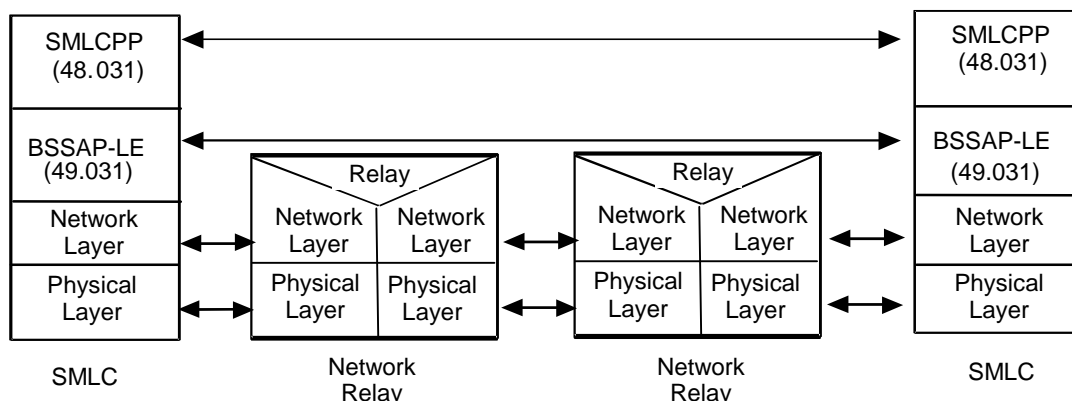 SMLCPP
(48.031)
SMLCPP
(48.031)
BSSAP-LE
(49.031)
BSSAP-LE
(49.031)
Relay
Relay
Network
Layer
Network
Layer
Network
Layer
Network
Layer
Network
Layer
Network
Layer
Physical
Layer
Physical
Layer
Physical
Layer
Physical
Layer
Physical
Layer
Physical
Layer
SMLC
Network
Relay
Network
Relay
SMLC